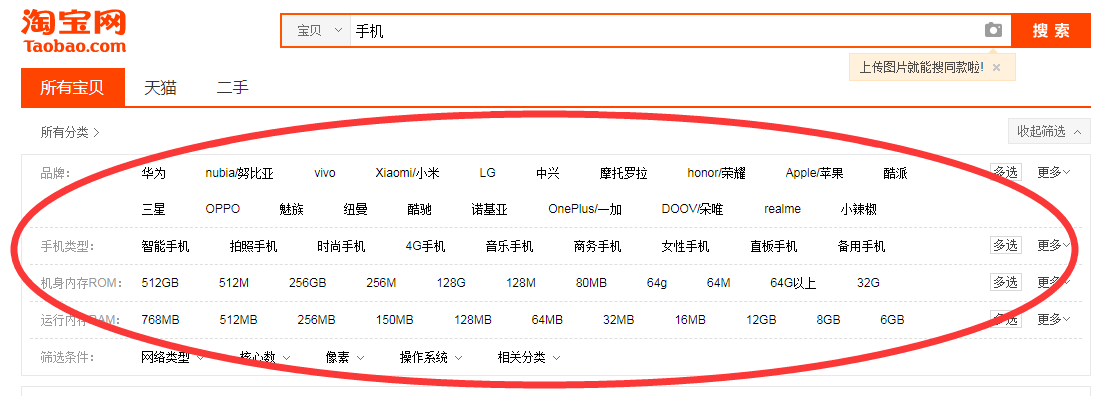 淘宝网
Taobao.com
宝贝 手机 搜索
上传图片就能搜同款啦! ×
所有宝贝 天猫 二手
所有分类 > 收起筛选
品牌: 华为 nubia/努比亚 vivo Xiaomi/小米 LG 中兴 摩托罗拉 honor/荣耀 Apple/苹果 酷派 多选 更多
三星 OPPO 魅族 纽曼 酷驰 诺基亚 OnePlus/一加 DOOV/朵唯 realme 小辣椒
手机类型: 智能手机 拍照手机 时尚手机 4G手机 音乐手机 商务手机 女性手机 直板手机 备用手机 多选 更多
机身内存ROM: 512GB 512M 256GB 256M 128G 128M 80MB 64g 64M 64G以上 32G 多选 更多
运行内存RAM: 768MB 512MB 256MB 150MB 128MB 64MB 32MB 16MB 12GB 8GB 6GB 多选 更多
筛选条件: 网络类型 核心数 像素 操作系统 相关分类